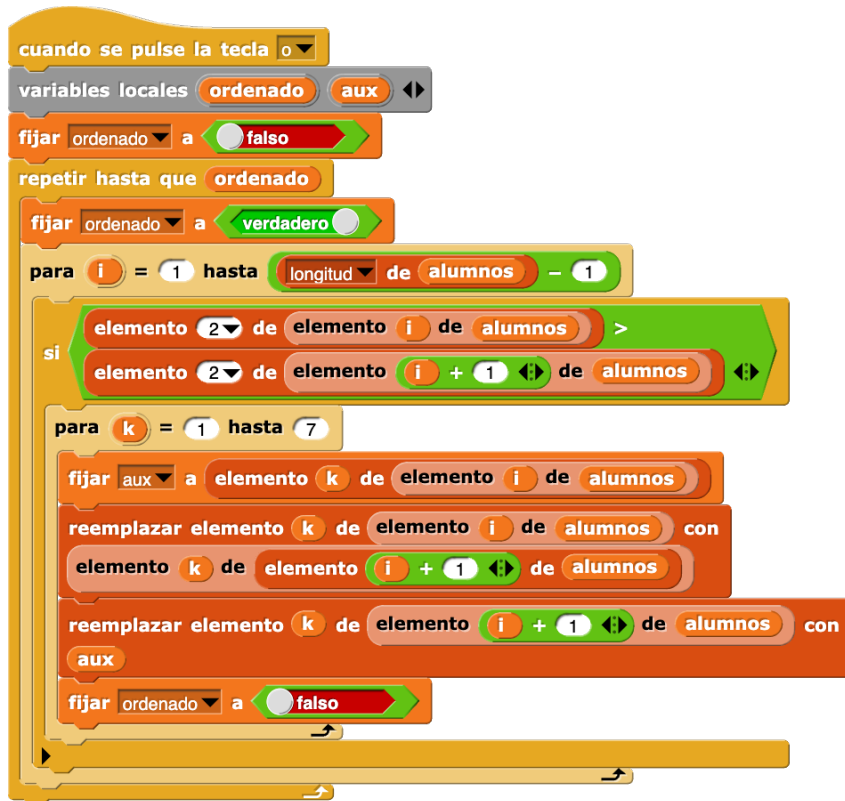 cuando se pulse la tecla o
variables locales ordenado aux
fijar ordenado a falso
repetir hasta que ordenado
fijar ordenado a verdadero
para i = 1 hasta longitud de alumnos - 1
elemento 2 de elemento i de alumnos >
si
elemento 2 de elemento i + 1 de alumnos
para k = 1 hasta 7
fijar aux a elemento k de elemento i de alumnos
reemplazar elemento k de elemento i de alumnos con
elemento k de elemento i + 1 de alumnos
reemplazar elemento k de elemento i + 1 de alumnos con
aux
fijar ordenado a falso